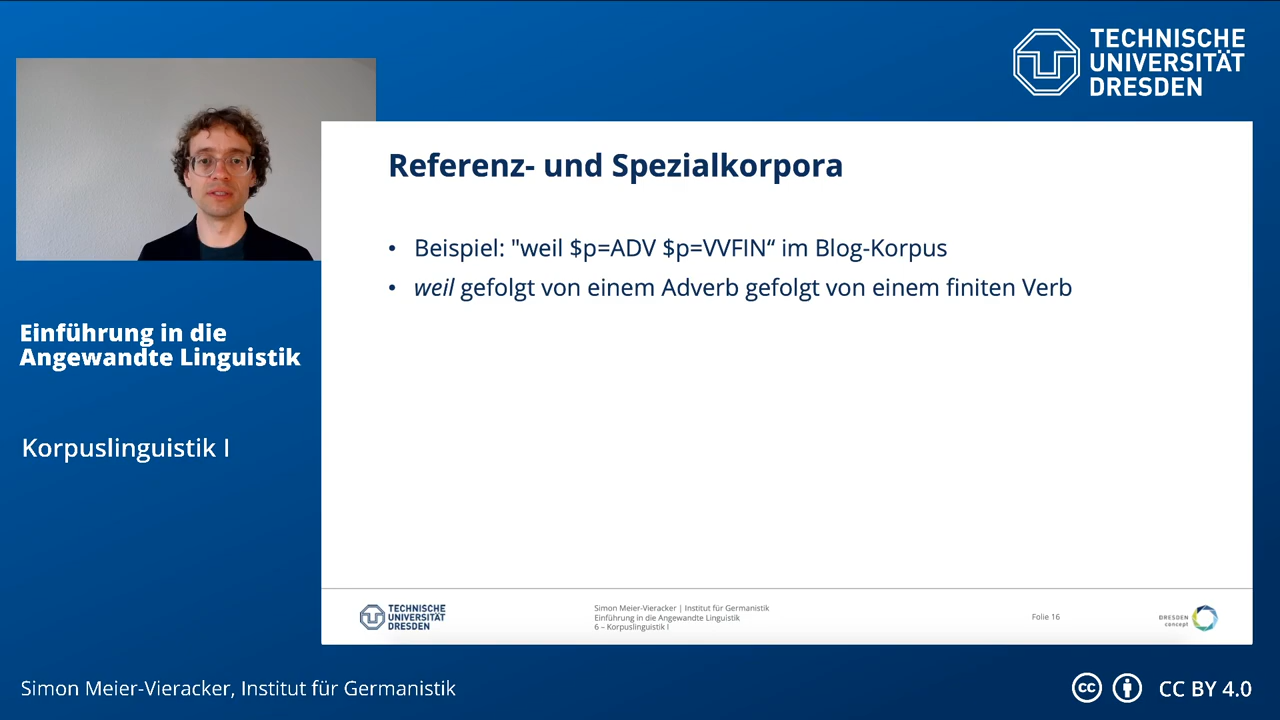 TECHNISCHE
UNIVERSITÄT
DRESDEN
Referenz- und Spezialkorpora
• Beispiel: "weil $p=ADV $p=VVFIN“ im Blog-Korpus
• weil gefolgt von einem Adverb gefolgt von einem finiten Verb
Einführung in die
Angewandte Linguistik
Korpuslinguistik I
TECHNISCHE
UNIVERSITÄT
DRESDEN
Simon Meier-Vieracker | Institut für Germanistik
Einführung in die Angewandte Linguistik
6 – Korpuslinguistik I
Folie 16
DRESDEN
concept
Simon Meier-Vieracker, Institut für Germanistik
cc CC BY 4.0